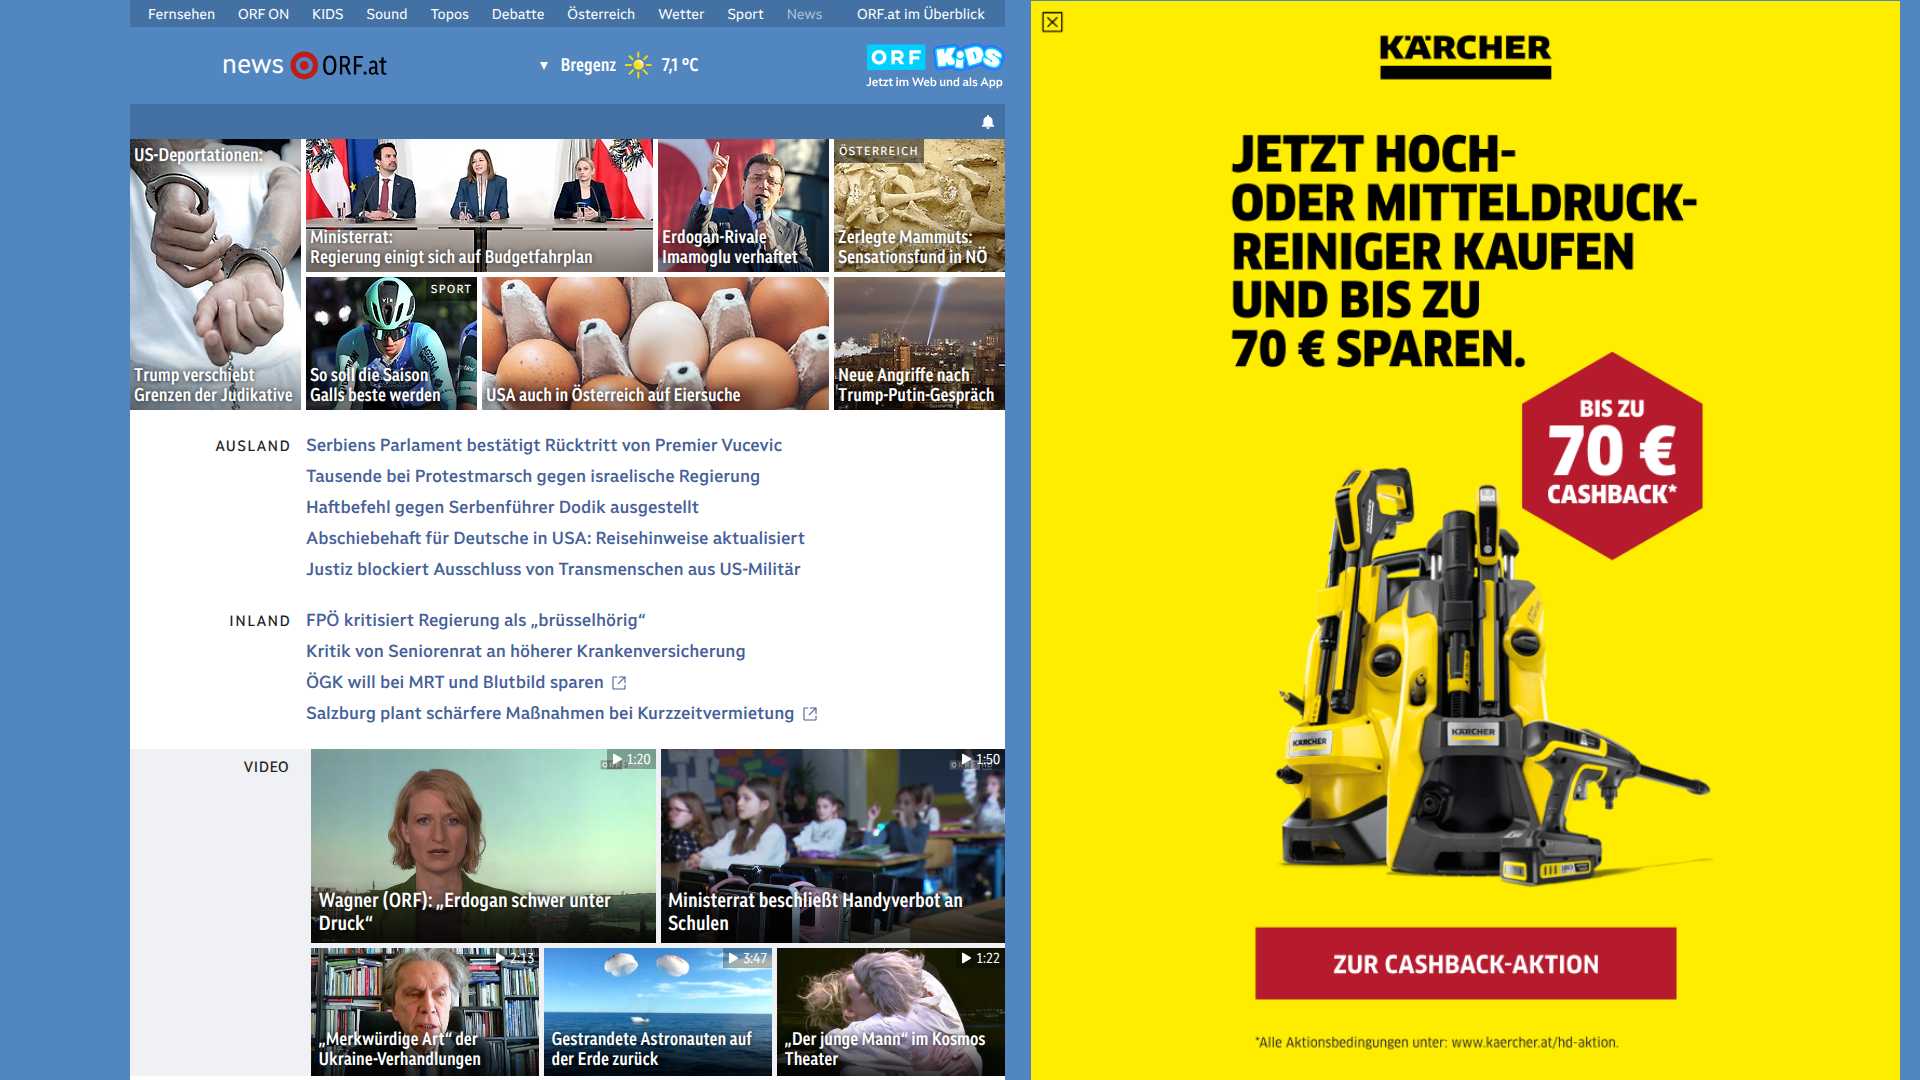 Fernsehen ORF ON KIDS Sound Topos Debatte Österreich Wetter Sport News ORF.at im Überblick
news ORF.at
Bregenz 7,1 °C
ORF KiDS
Jetzt im Web und als App
US-Deportationen:
Trump verschiebt
Grenzen der Judikative
Ministerrat:
Regierung einigt sich auf Budgetfahrplan
Erdogan-Rivale
Imamoglu verhaftet
ÖSTERREICH
Zerlegte Mammuts:
Sensationsfund in NÖ
SPORT
So soll die Saison
Galls beste werden
USA auch in Österreich auf Eiersuche
Neue Angriffe nach
Trump-Putin-Gespräch
AUSLAND
Serbiens Parlament bestätigt Rücktritt von Premier Vucevic
Tausende bei Protestmarsch gegen israelische Regierung
Haftbefehl gegen Serbenführer Dodik ausgestellt
Abschiebehaft für Deutsche in USA: Reisehinweise aktualisiert
Justiz blockiert Ausschluss von Transmenschen aus US-Militär
INLAND
FPÖ kritisiert Regierung als „brüsselhörig“
Kritik von Seniorenrat an höherer Krankenversicherung
ÖGK will bei MRT und Blutbild sparen
Salzburg plant schärfere Maßnahmen bei Kurzzeitvermietung
VIDEO
1:20
Wagner (ORF): „Erdogan schwer unter
Druck“
1:50
Ministerrat beschließt Handyverbot an
Schulen
2:13
„Merkwürdige Art“ der
Ukraine-Verhandlungen
3:47
Gestrandete Astronauten auf
der Erde zurück
1:22
„Der junge Mann“ im Kosmos
Theater
KÄRCHER
JETZT HOCH-
ODER MITTELDRUCK-
REINIGER KAUFEN
UND BIS ZU
70 € SPAREN.
BIS ZU
70 €
CASHBACK*
KÄRCHER
KÄRCHER
ZUR CASHBACK-AKTION
*Alle Aktionsbedingungen unter: www.kaercher.at/hd-aktion.